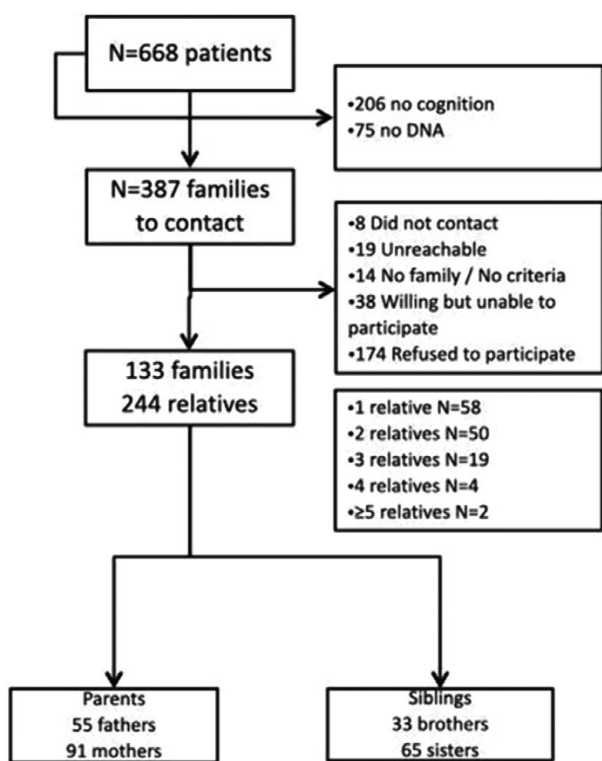 N=668 patients
•206 no cognition
•75 no DNA
N=387 families
to contact
•8 Did not contact
•19 Unreachable
•14 No family / No criteria
•38 Willing but unable to
participate
•174 Refused to participate
133 families
244 relatives
•1 relative N=58
•2 relatives N=50
•3 relatives N=19
•4 relatives N=4
•≥5 relatives N=2
Parents
55 fathers
91 mothers
Siblings
33 brothers
65 sisters